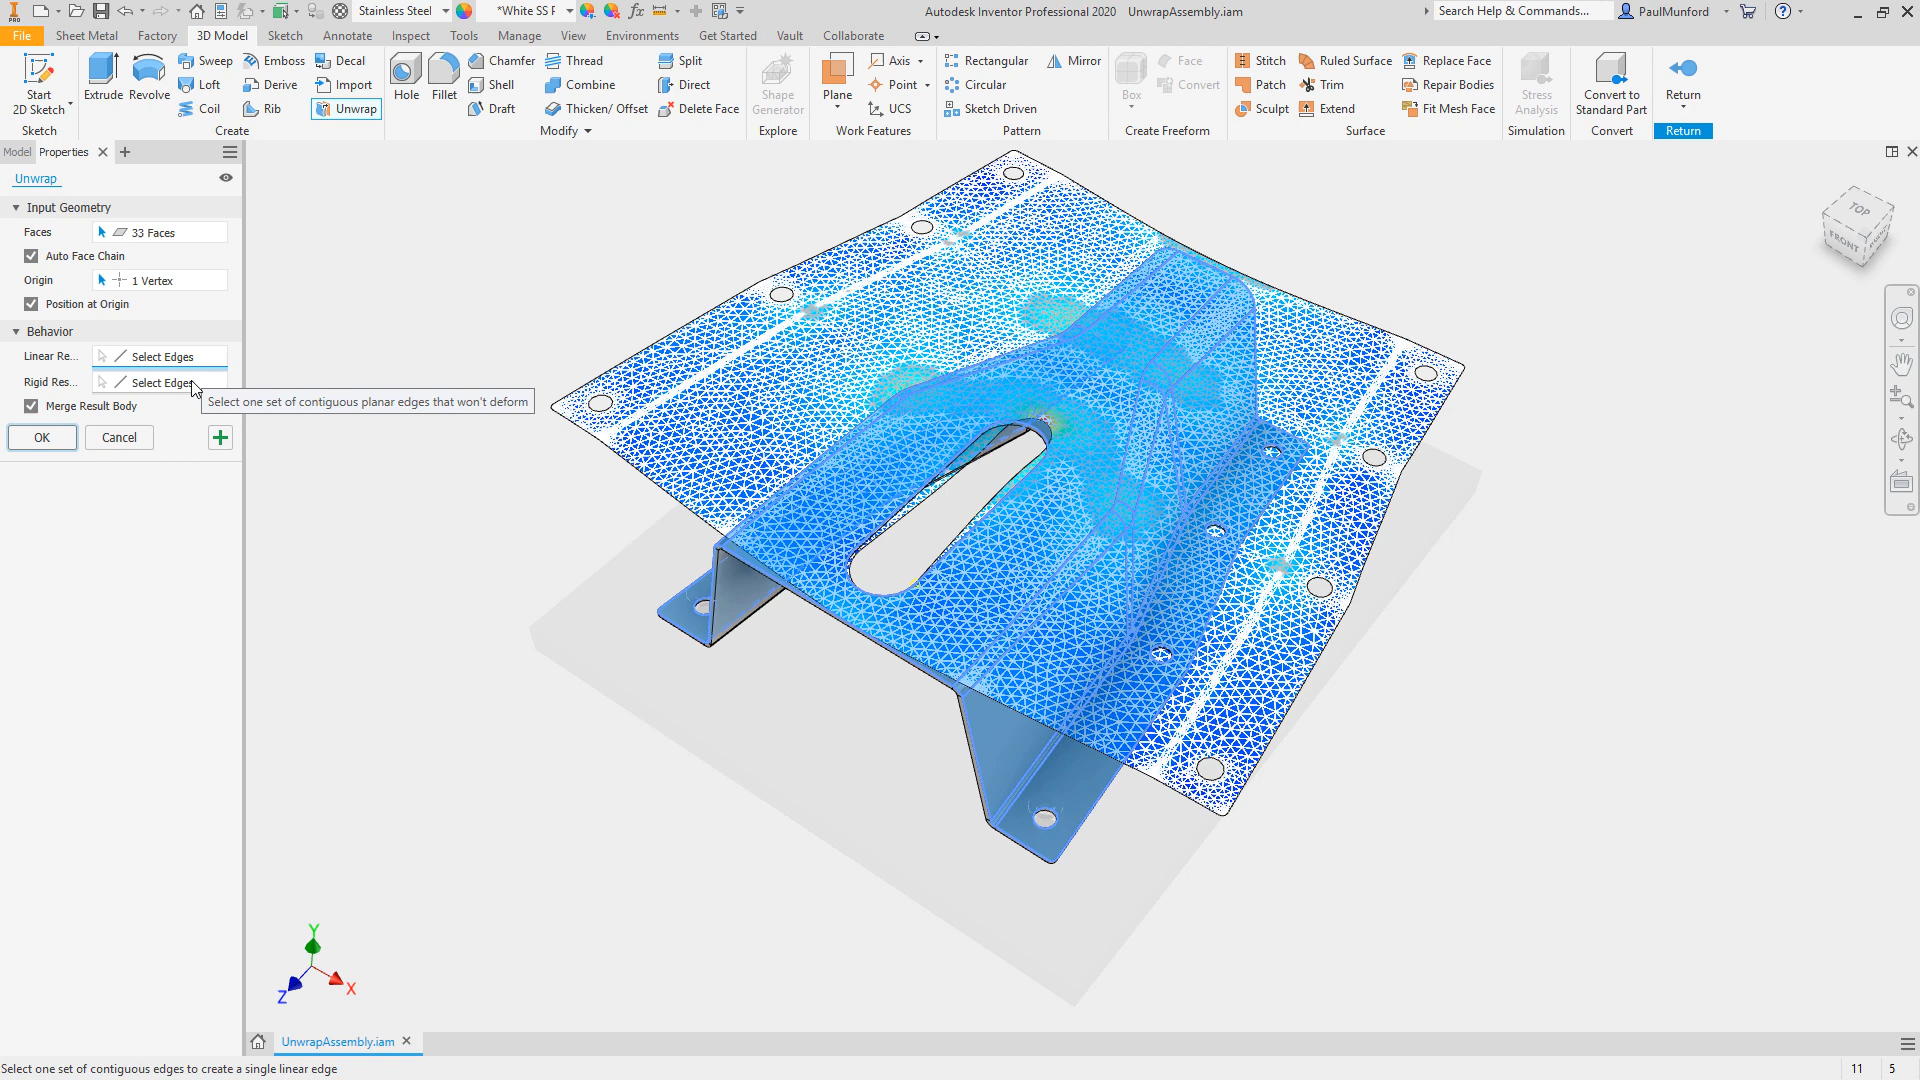 Stainless Steel
*White SS F
fx
Autodesk Inventor Professional 2020 UnwrapAssembly.iam
Search Help & Commands...
PaulMunford
PRO
File Sheet Metal Factory 3D Model Sketch Annotate Inspect Tools Manage View Environments Get Started Vault Collaborate
Start
2D Sketch
Sketch
Extrude
Revolve
Sweep
Loft
Coil
Emboss
Derive
Rib
Decal
Import
Unwrap
Create
Hole
Fillet
Chamfer
Shell
Draft
Thread
Combine
Thicken/ Offset
Split
Direct
Delete Face
Modify
Shape
Generator
Explore
Plane
Axis
Point
UCS
Work Features
Rectangular
Mirror
Circular
Sketch Driven
Pattern
Box
Face
Convert
Create Freeform
Stitch
Patch
Sculpt
Ruled Surface
Trim
Extend
Replace Face
Repair Bodies
Fit Mesh Face
Surface
Stress
Analysis
Simulation
Convert to
Standard Part
Convert
Return
Return
Model Properties
Unwrap
Input Geometry
Faces 33 Faces
Auto Face Chain
Origin 1 Vertex
Position at Origin
Behavior
Linear Re... Select Edges
Rigid Res... Select Edges
Select one set of contiguous planar edges that won't deform
Merge Result Body
OK Cancel
TOP
FRONT
Y
Z
X
UnwrapAssembly.iam
Select one set of contiguous edges to create a single linear edge
11 5